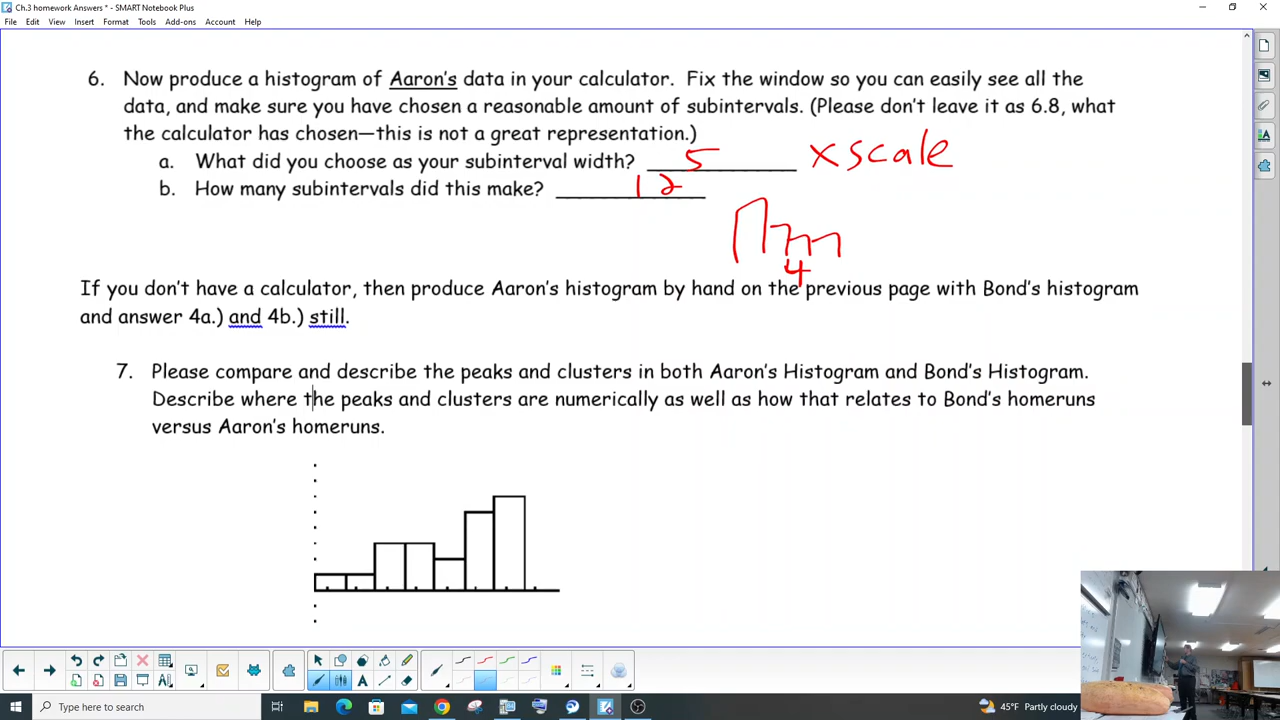 Ch.3 homework Answers * - SMART Notebook Plus
File Edit View Insert Format Tools Add-ons Account Help
6. Now produce a histogram of Aaron's data in your calculator. Fix the window so you can easily see all the
data, and make sure you have chosen a reasonable amount of subintervals. (Please don't leave it as 6.8, what
the calculator has chosen—this is not a great representation.)
a. What did you choose as your subinterval width? 5 xscale
b. How many subintervals did this make? 12
4
If you don't have a calculator, then produce Aaron's histogram by hand on the previous page with Bond's histogram
and answer 4a.) and 4b.) still.
7. Please compare and describe the peaks and clusters in both Aaron's Histogram and Bond's Histogram.
Describe where the peaks and clusters are numerically as well as how that relates to Bond's homeruns
versus Aaron's homeruns.
Type here to search
45°F Partly cloudy